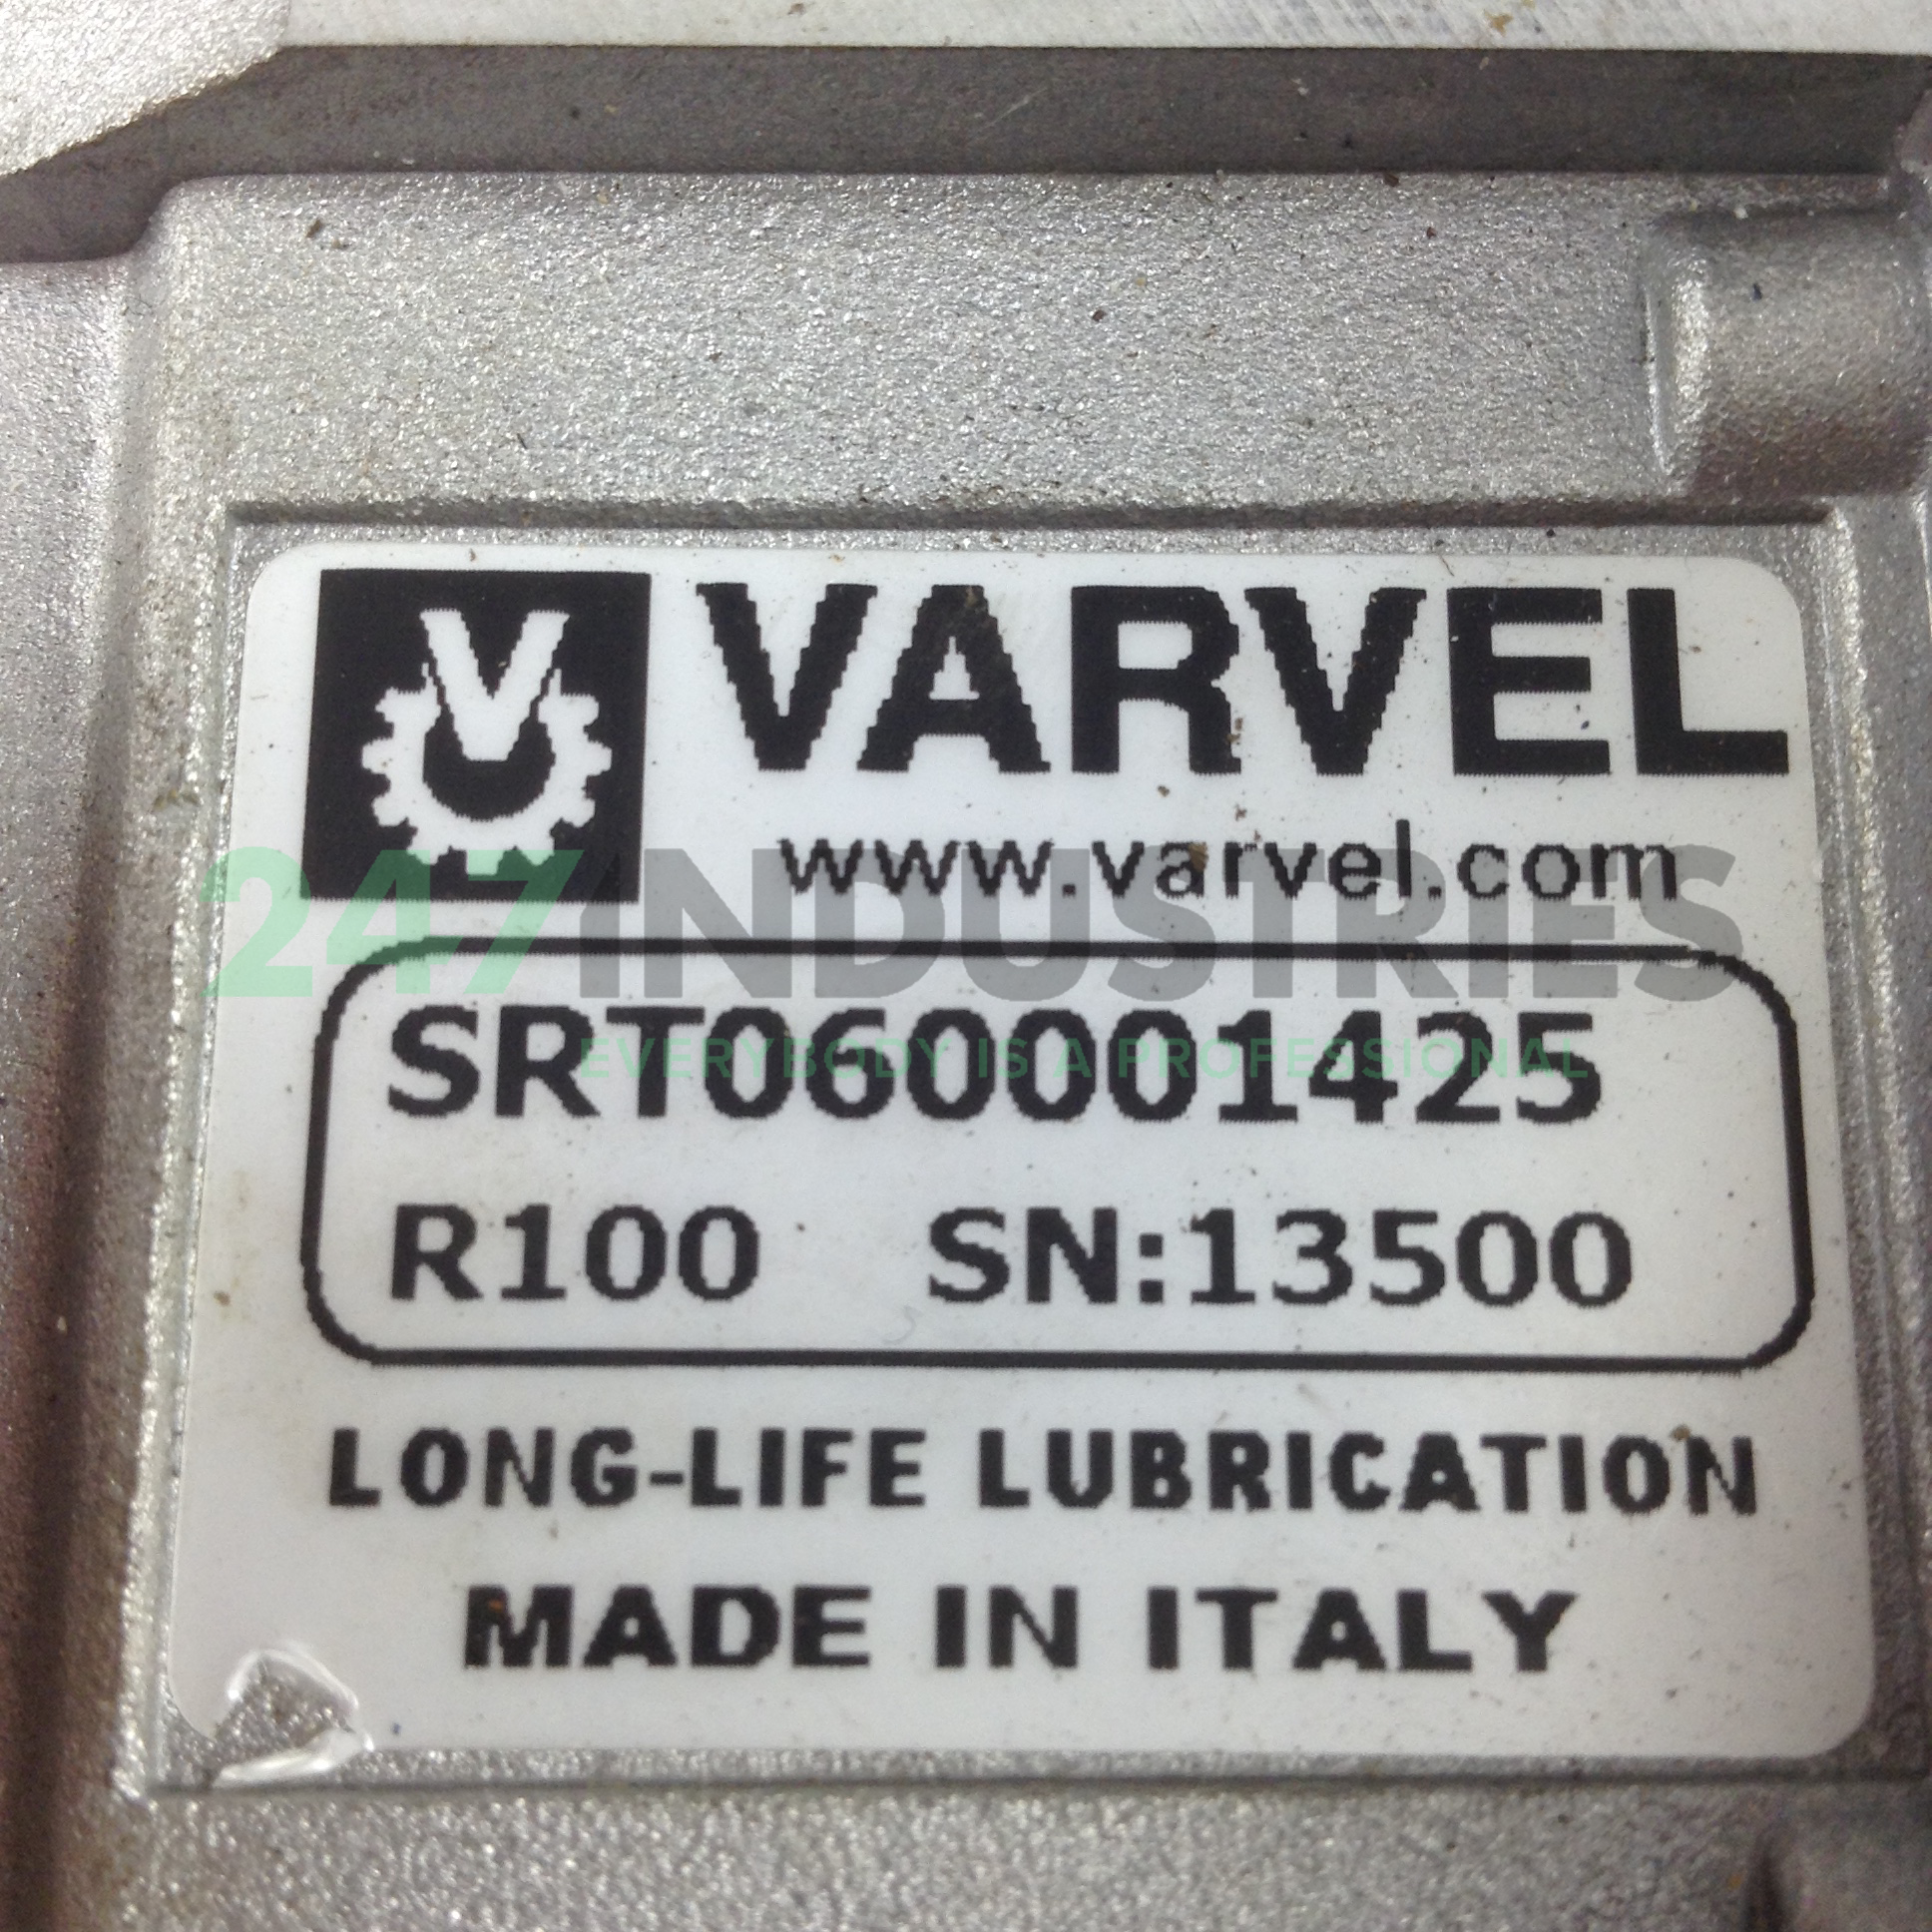 V
VARVEL
www.varvel.com
247INDUSTRIES
SRT0600001425
EVERYBODY IS A PROFESSIONAL
R100 SN:13500
LONG-LIFE LUBRICATION
MADE IN ITALY